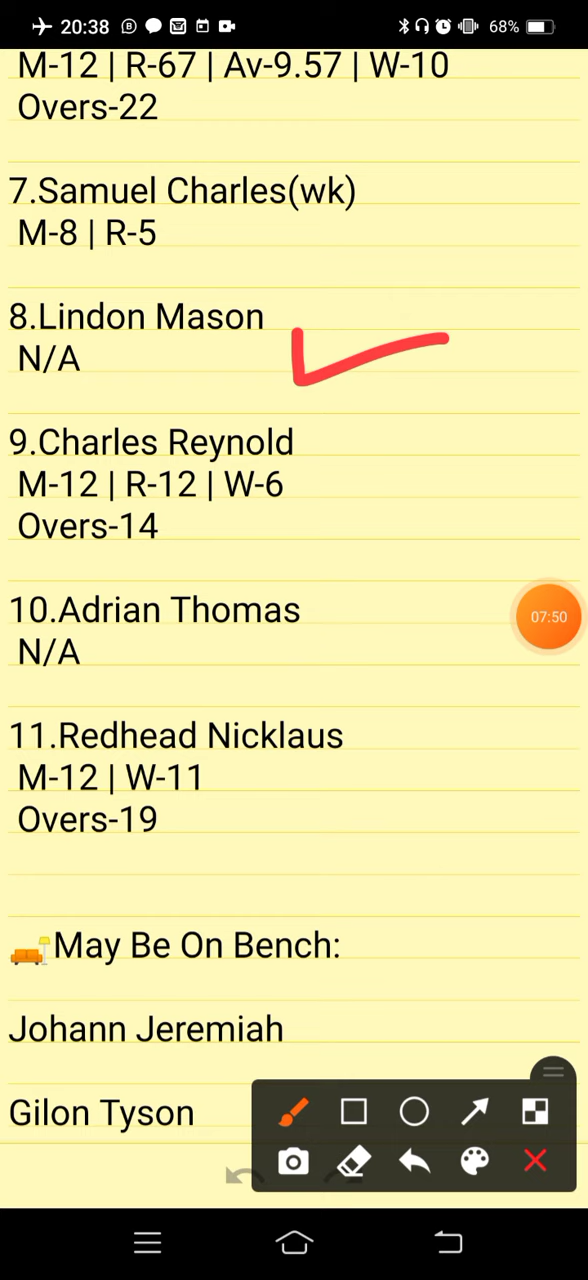 20:38
68%
M-12 | R-67 | Av-9.57 | W-10
Overs-22
7.Samuel Charles(wk)
M-8 | R-5
8.Lindon Mason
N/A
9.Charles Reynold
M-12 | R-12 | W-6
Overs-14
10.Adrian Thomas
N/A
07:50
11.Redhead Nicklaus
M-12 | W-11
Overs-19
May Be On Bench:
Johann Jeremiah
Gilon Tyson